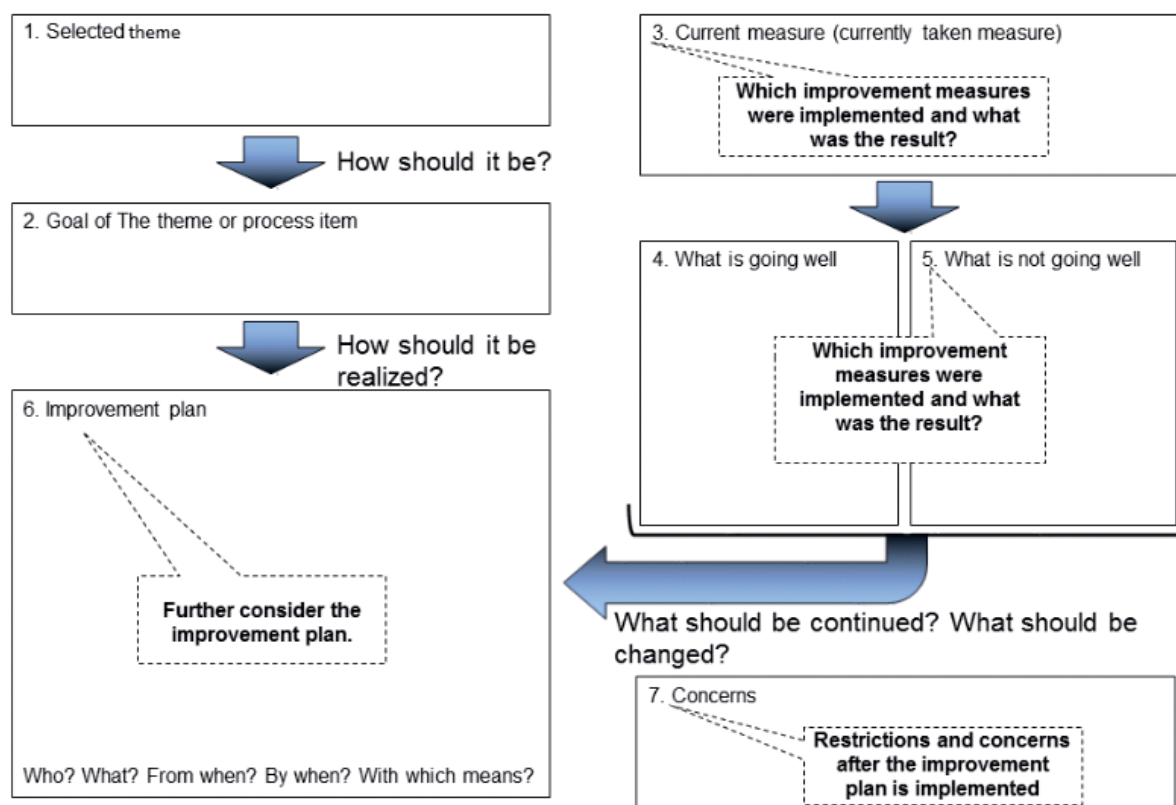 1. Selected theme
How should it be?
2. Goal of The theme or process item
How should it be
realized?
6. Improvement plan
Further consider the
improvement plan.
Who? What? From when? By when? With which means?
3. Current measure (currently taken measure)
Which improvement measures
were implemented and what
was the result?
4. What is going well
5. What is not going well
Which improvement
measures were
implemented and what
was the result?
What should be continued? What should be
changed?
7. Concerns
Restrictions and concerns
after the improvement
plan is implemented